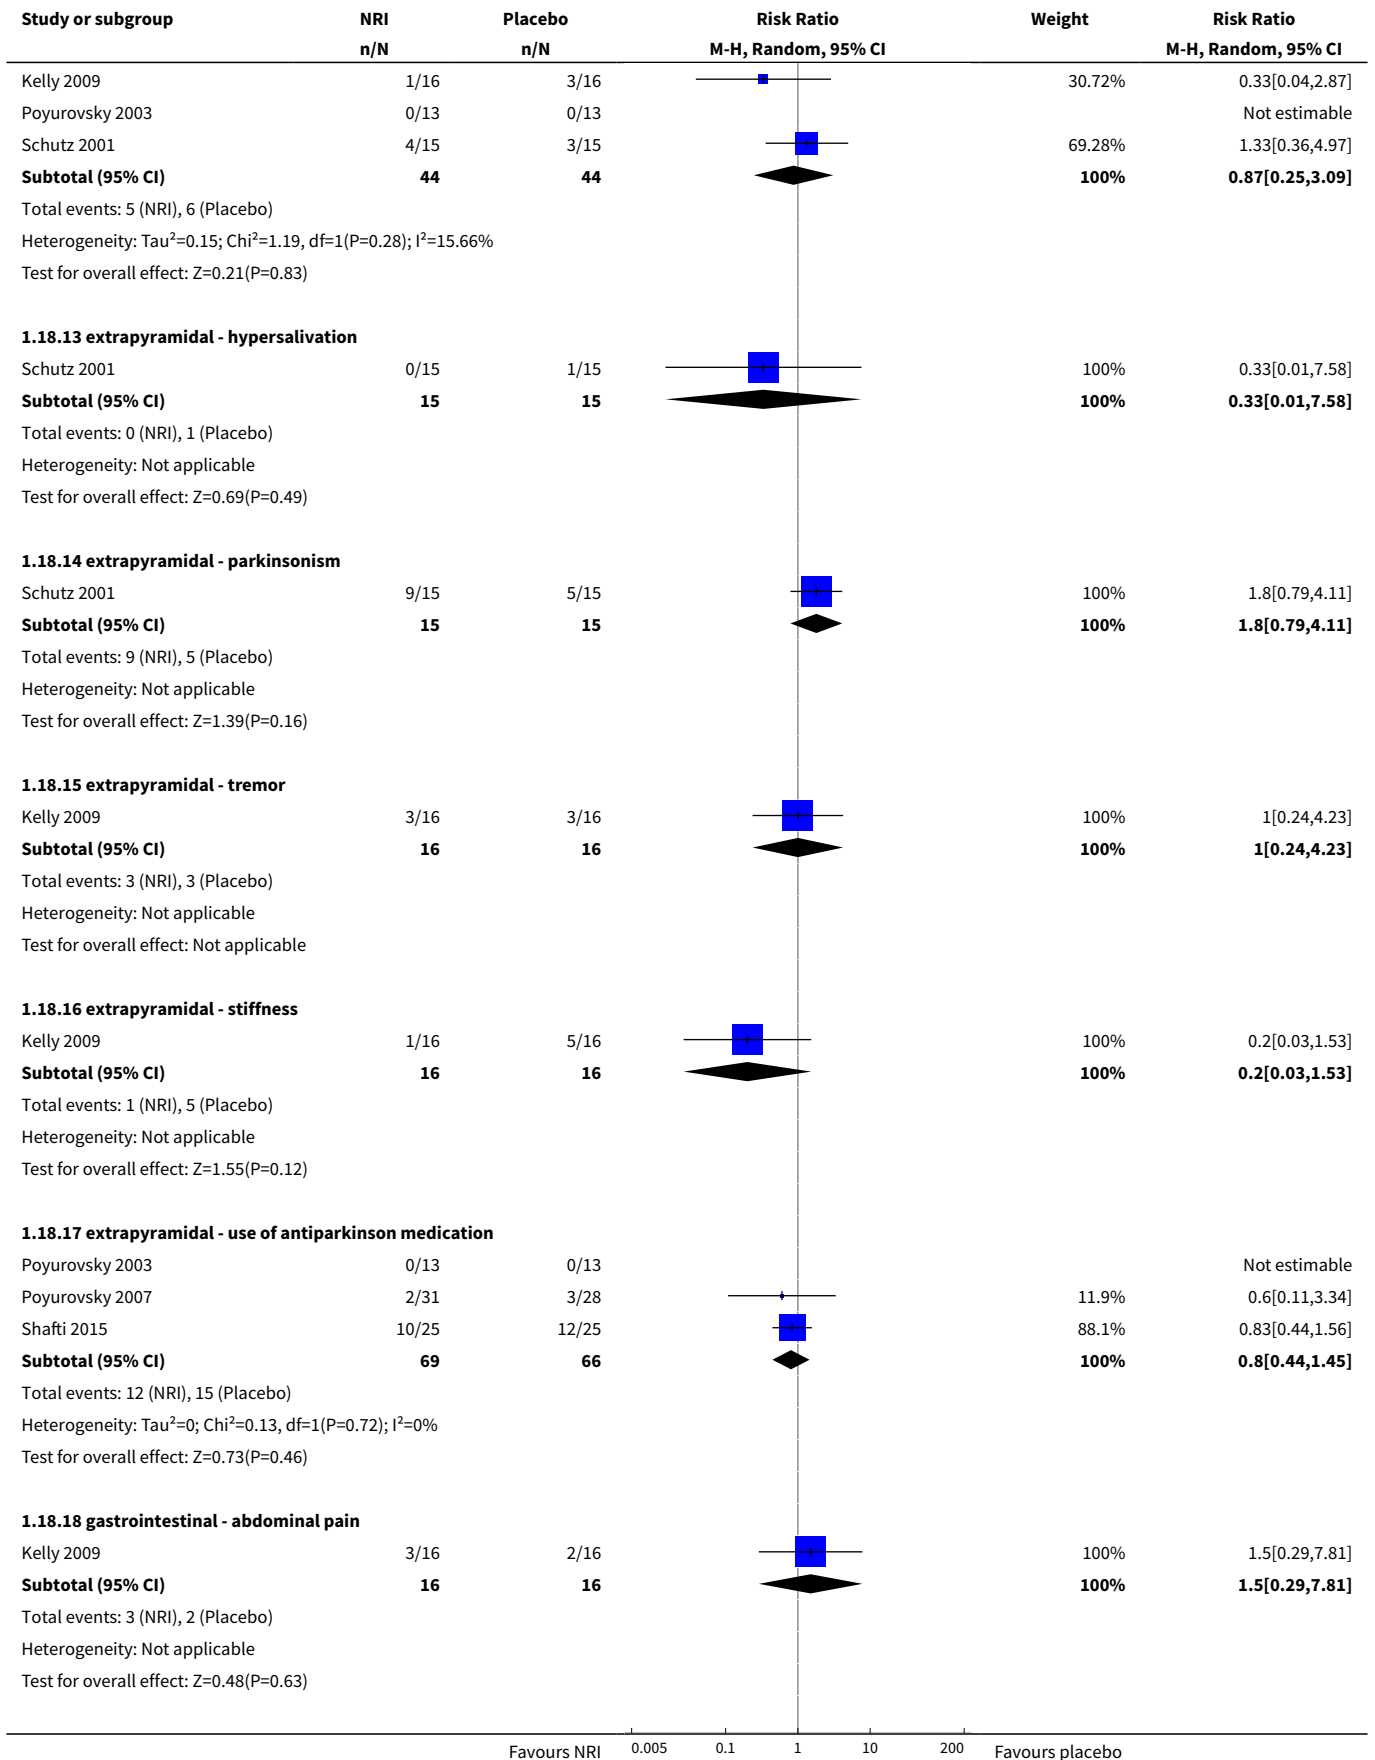 Study or subgroup NRI Placebo Risk Ratio Weight Risk Ratio
n/N n/N M-H, Random, 95% CI M-H, Random, 95% CI
Kelly 2009 1/16 3/16 30.72% 0.33[0.04,2.87]
Poyurovsky 2003 0/13 0/13 Not estimable
Schutz 2001 4/15 3/15 69.28% 1.33[0.36,4.97]
Subtotal (95% CI) 44 44 100% 0.87[0.25,3.09]
Total events: 5 (NRI), 6 (Placebo)
Heterogeneity: Tau²=0.15; Chi²=1.19, df=1(P=0.28); I²=15.66%
Test for overall effect: Z=0.21(P=0.83)
1.18.13 extrapyramidal - hypersalivation
Schutz 2001 0/15 1/15 100% 0.33[0.01,7.58]
Subtotal (95% CI) 15 15 100% 0.33[0.01,7.58]
Total events: 0 (NRI), 1 (Placebo)
Heterogeneity: Not applicable
Test for overall effect: Z=0.69(P=0.49)
1.18.14 extrapyramidal - parkinsonism
Schutz 2001 9/15 5/15 100% 1.8[0.79,4.11]
Subtotal (95% CI) 15 15 100% 1.8[0.79,4.11]
Total events: 9 (NRI), 5 (Placebo)
Heterogeneity: Not applicable
Test for overall effect: Z=1.39(P=0.16)
1.18.15 extrapyramidal - tremor
Kelly 2009 3/16 3/16 100% 1[0.24,4.23]
Subtotal (95% CI) 16 16 100% 1[0.24,4.23]
Total events: 3 (NRI), 3 (Placebo)
Heterogeneity: Not applicable
Test for overall effect: Not applicable
1.18.16 extrapyramidal - stiffness
Kelly 2009 1/16 5/16 100% 0.2[0.03,1.53]
Subtotal (95% CI) 16 16 100% 0.2[0.03,1.53]
Total events: 1 (NRI), 5 (Placebo)
Heterogeneity: Not applicable
Test for overall effect: Z=1.55(P=0.12)
1.18.17 extrapyramidal - use of antiparkinson medication
Poyurovsky 2003 0/13 0/13 Not estimable
Poyurovsky 2007 2/31 3/28 11.9% 0.6[0.11,3.34]
Shafti 2015 10/25 12/25 88.1% 0.83[0.44,1.56]
Subtotal (95% CI) 69 66 100% 0.8[0.44,1.45]
Total events: 12 (NRI), 15 (Placebo)
Heterogeneity: Tau²=0; Chi²=0.13, df=1(P=0.72); I²=0%
Test for overall effect: Z=0.73(P=0.46)
1.18.18 gastrointestinal - abdominal pain
Kelly 2009 3/16 2/16 100% 1.5[0.29,7.81]
Subtotal (95% CI) 16 16 100% 1.5[0.29,7.81]
Total events: 3 (NRI), 2 (Placebo)
Heterogeneity: Not applicable
Test for overall effect: Z=0.48(P=0.63)
Favours NRI 0.005 0.1 1 10 200 Favours placebo